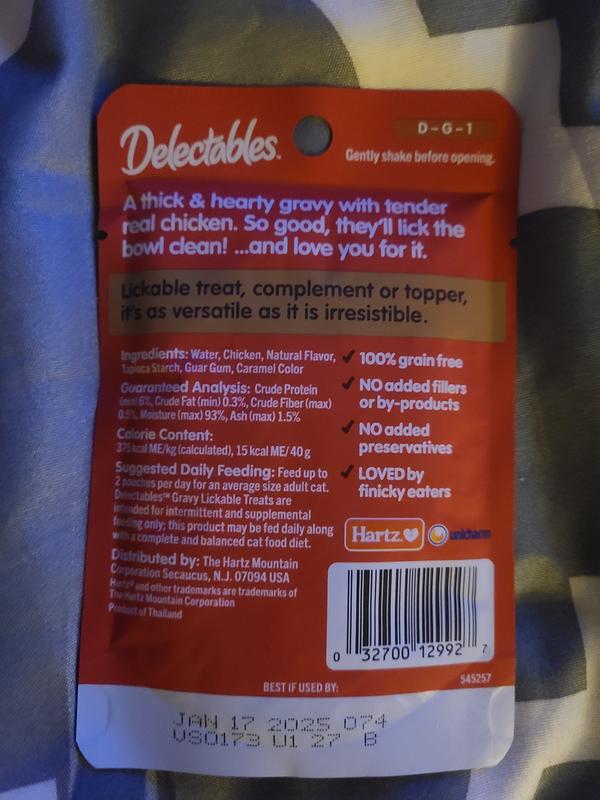 Delectables™
D-G-1
Gently shake before opening.
A thick & hearty gravy with tender
real chicken. So good, they'll lick the
bowl clean! ...and love you for it.
Lickable treat, complement or topper,
it's as versatile as it is irresistible.
Ingredients: Water, Chicken, Natural Flavor,
Tapioca Starch, Guar Gum, Caramel Color
Guaranteed Analysis: Crude Protein
(min) 6%, Crude Fat (min) 0.3%, Crude Fiber (max)
0.5%, Moisture (max) 93%, Ash (max) 1.5%
Calorie Content:
375 kcal ME/kg (calculated), 15 kcal ME/ 40 g
Suggested Daily Feeding: Feed up to
2 pouches per day for an average size adult cat.
Delectables™ Gravy Lickable Treats are
intended for intermittent and supplemental
feeding only; this product may be fed daily along
with a complete and balanced cat food diet.
Distributed by: The Hartz Mountain
Corporation Secaucus, N.J. 07094 USA
Hartz® and other trademarks are trademarks of
The Hartz Mountain Corporation
Product of Thailand
✓ 100% grain free
✓ NO added fillers
or by-products
✓ NO added
preservatives
✓ LOVED by
finicky eaters
Hartz
unicharm
0 32700 12992 7
545257
BEST IF USED BY:
JAN 17 2025 074
VS0173 U1 27 B